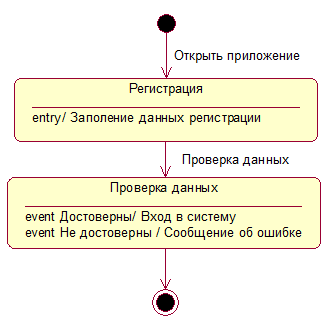 Открыть приложение
Регистрация
entry/ Заполение данных регистрации
Проверка данных
Проверка данных
event Достоверны/ Вход в систему
event Не достоверны / Сообщение об ошибке